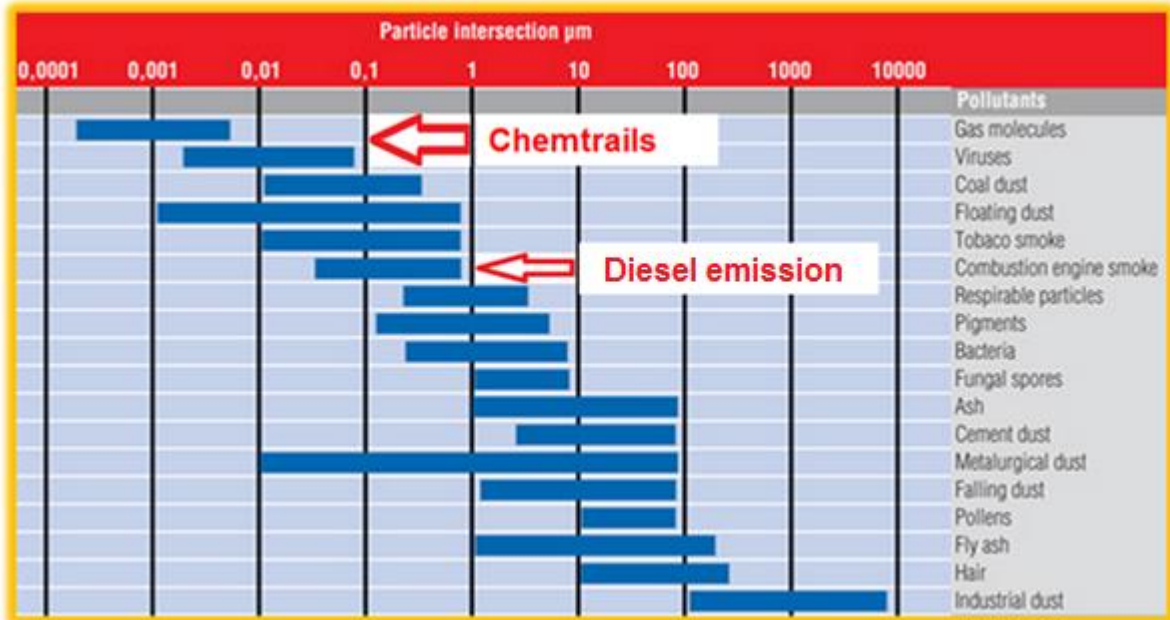 Particle intersection µm
0,0001 0,001 0,01 0,1 1 10 100 1000 10000
Pollutants
Gas molecules
Chemtrails
Viruses
Coal dust
Floating dust
Tobaco smoke
Diesel emission
Combustion engine smoke
Respirable particles
Pigments
Bacteria
Fungal spores
Ash
Cement dust
Metalurgical dust
Falling dust
Pollens
Fly ash
Hair
Industrial dust